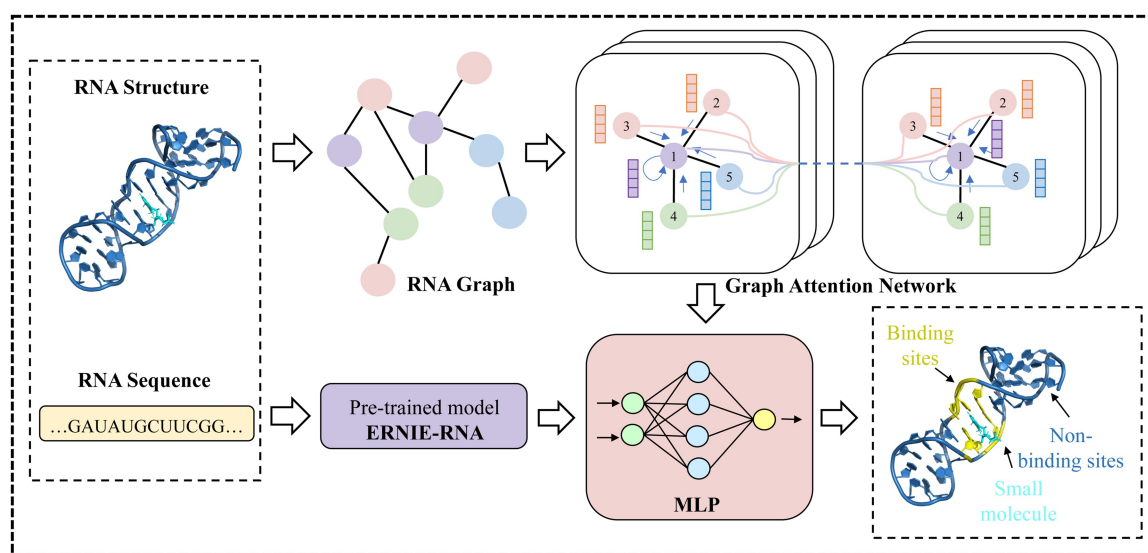 RNA Structure
RNA Graph
2
3
1
5
4
2
3
1
5
4
Graph Attention Network
RNA Sequence
…GAUAUGCUUCGG…
Pre-trained model
ERNIE-RNA
MLP
Binding
sites
Non-
binding sites
Small
molecule